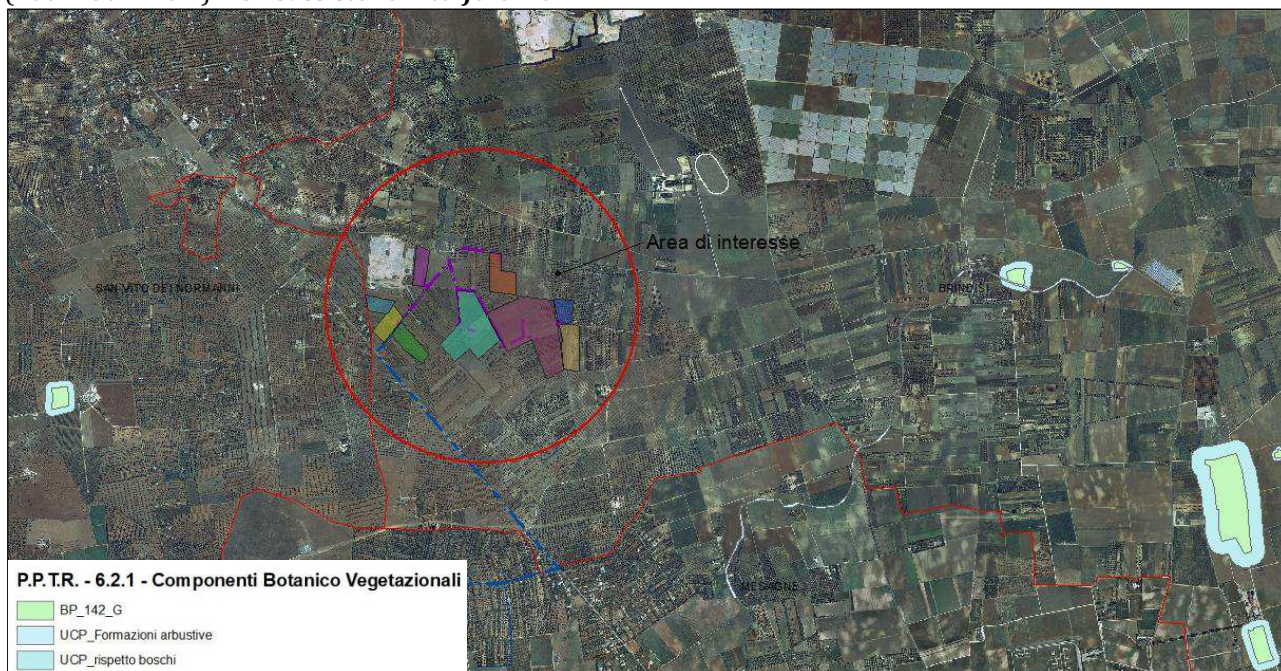 Area di interesse
SAN VITO DEI NORMANNI
BRINDISI
MESAGNE
P.P.T.R. - 6.2.1 - Componenti Botanico Vegetazionali
BP_142_G
UCP_Formazioni arbustive
UCP_rispetto boschi